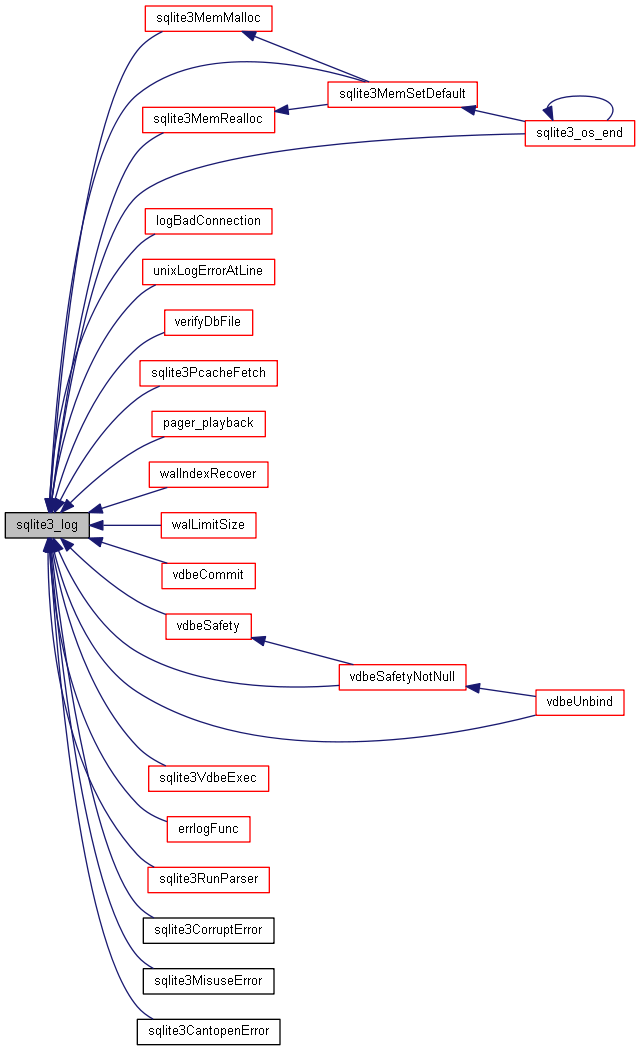 sqlite3MemMalloc
sqlite3MemSetDefault
sqlite3MemRealloc
sqlite3_os_end
logBadConnection
unixLogErrorAtLine
verifyDbFile
sqlite3PcacheFetch
pager_playback
walIndexRecover
sqlite3_log
walLimitSize
vdbeCommit
vdbeSafety
vdbeSafetyNotNull
vdbeUnbind
sqlite3VdbeExec
errlogFunc
sqlite3RunParser
sqlite3CorruptError
sqlite3MisuseError
sqlite3CantopenError